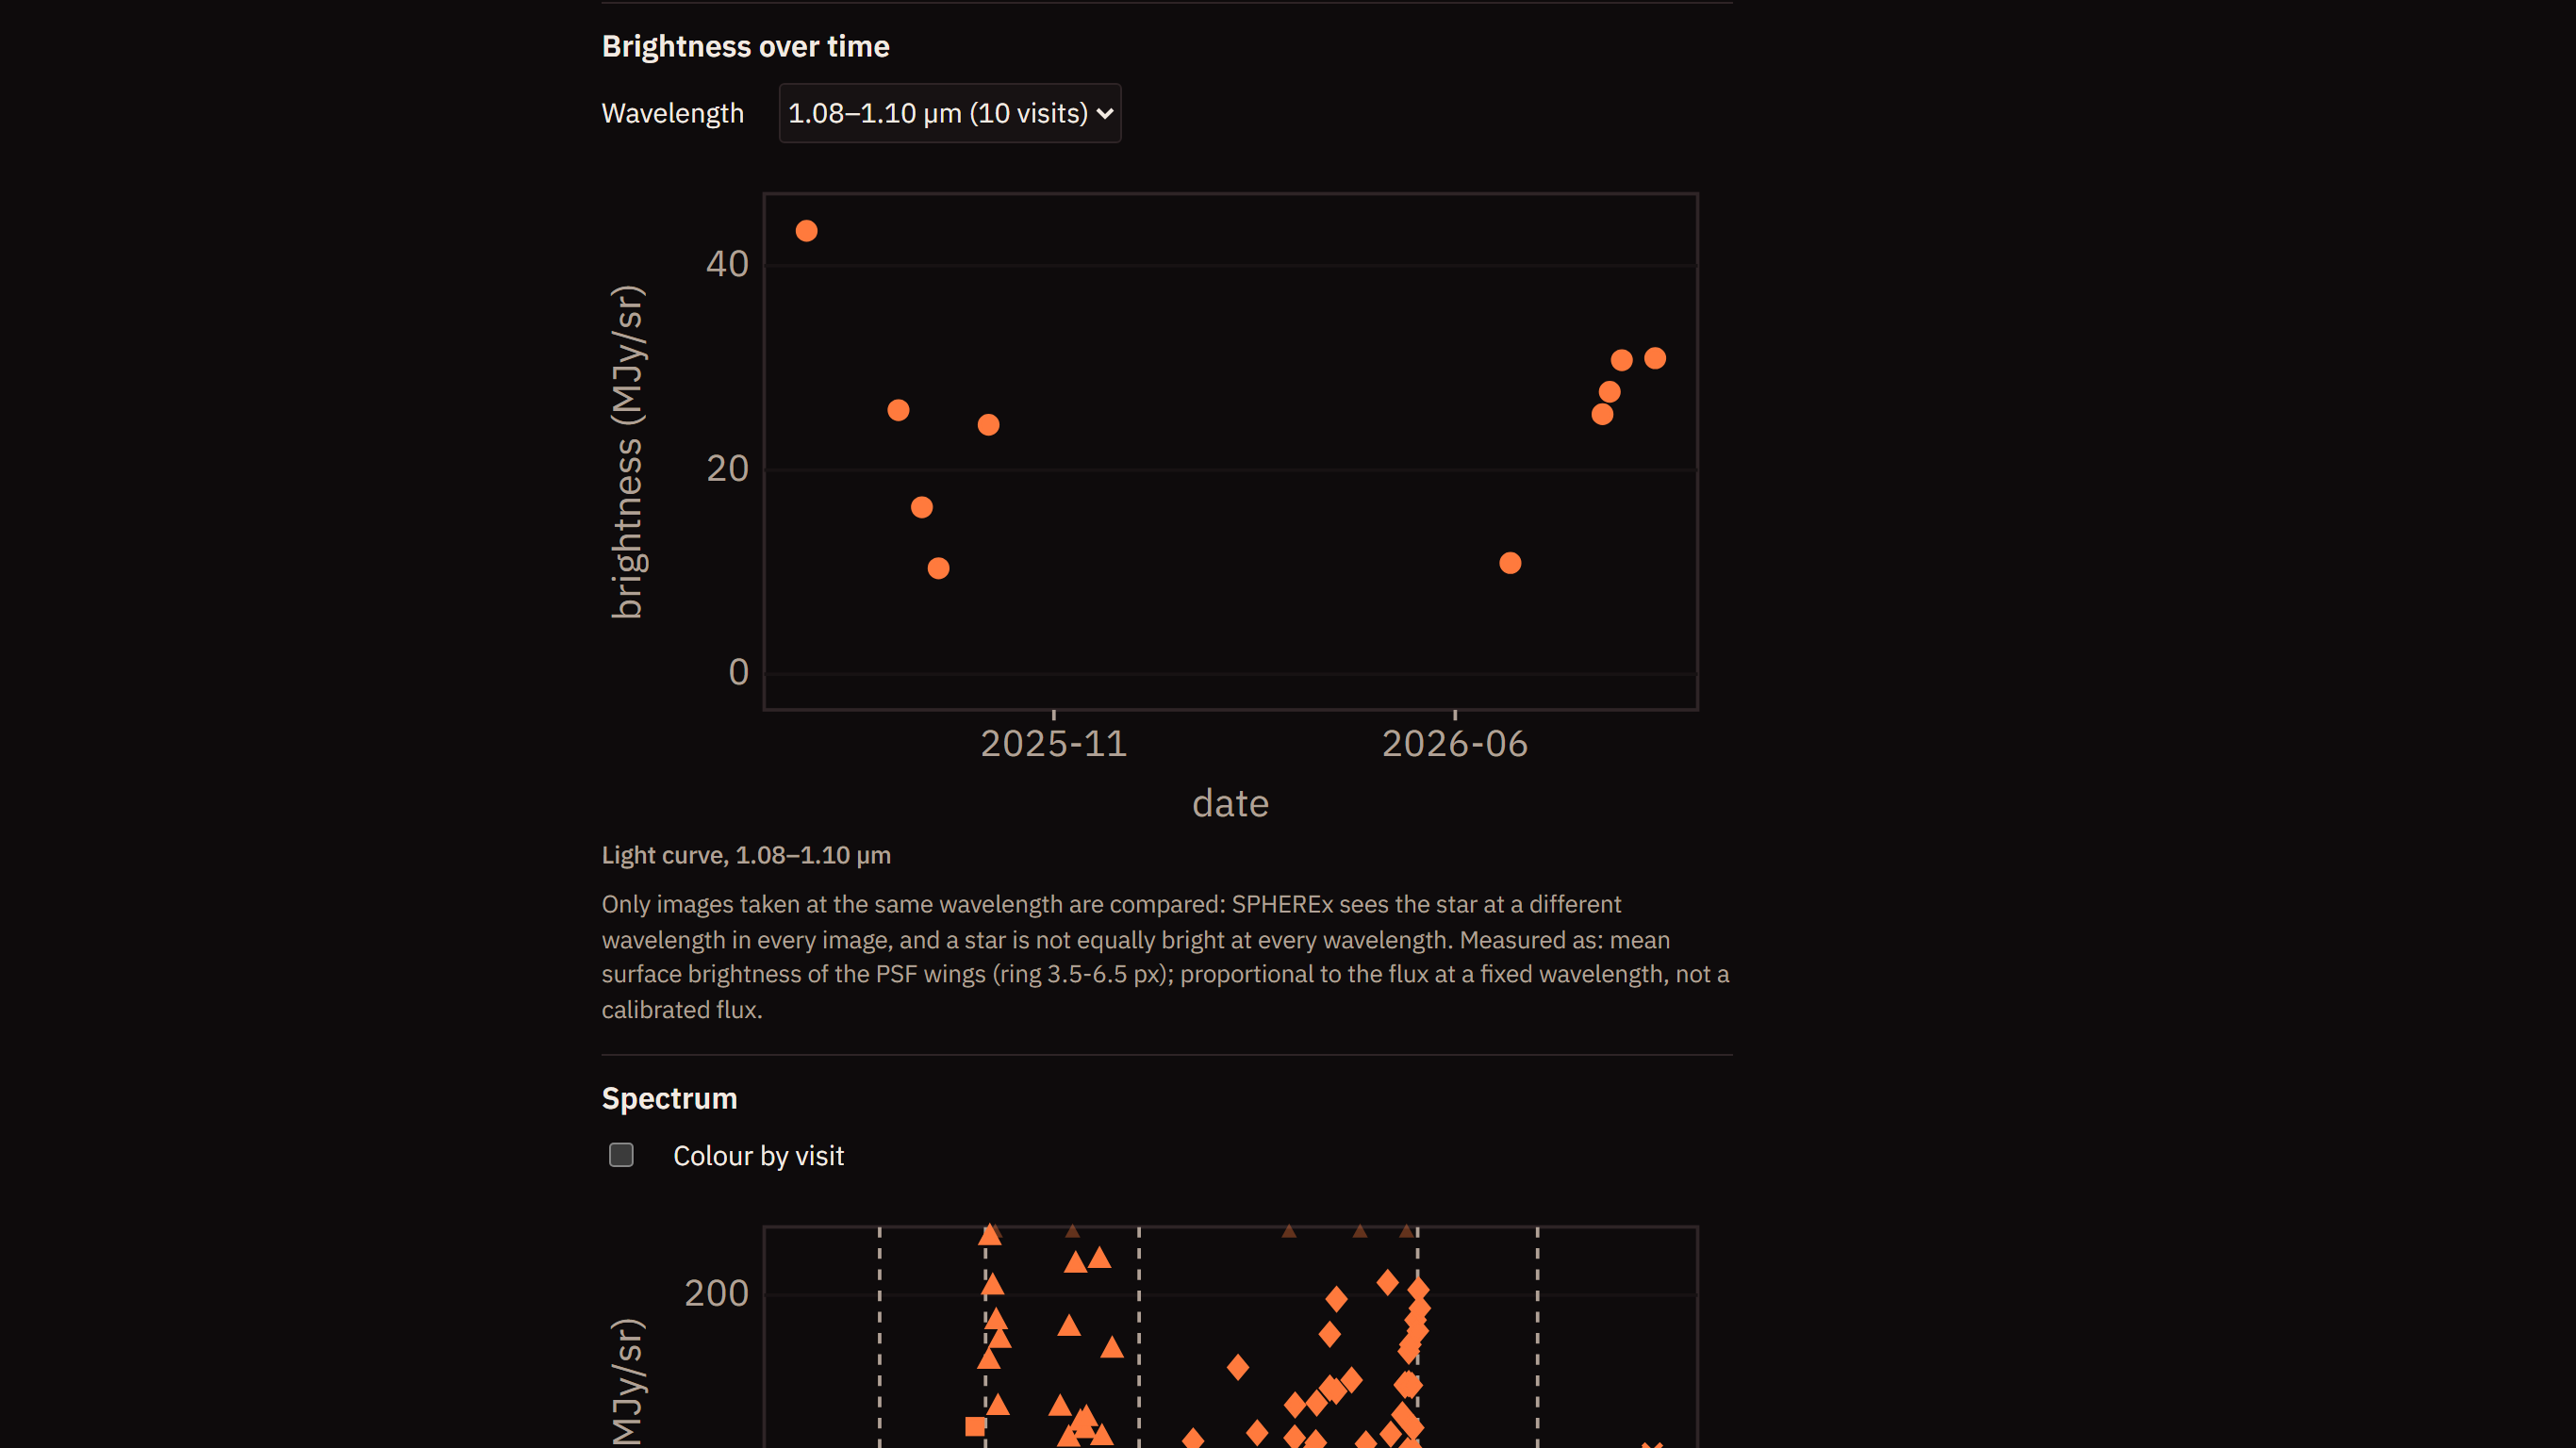 Brightness over time
Wavelength
1.08–1.10 µm (10 visits)
40
20
0
brightness (MJy/sr)
2025-11
2026-06
date
Light curve, 1.08–1.10 µm
Only images taken at the same wavelength are compared: SPHEREx sees the star at a different
wavelength in every image, and a star is not equally bright at every wavelength. Measured as: mean
surface brightness of the PSF wings (ring 3.5-6.5 px); proportional to the flux at a fixed wavelength, not a
calibrated flux.
Spectrum
Colour by visit
200
MJy/sr)